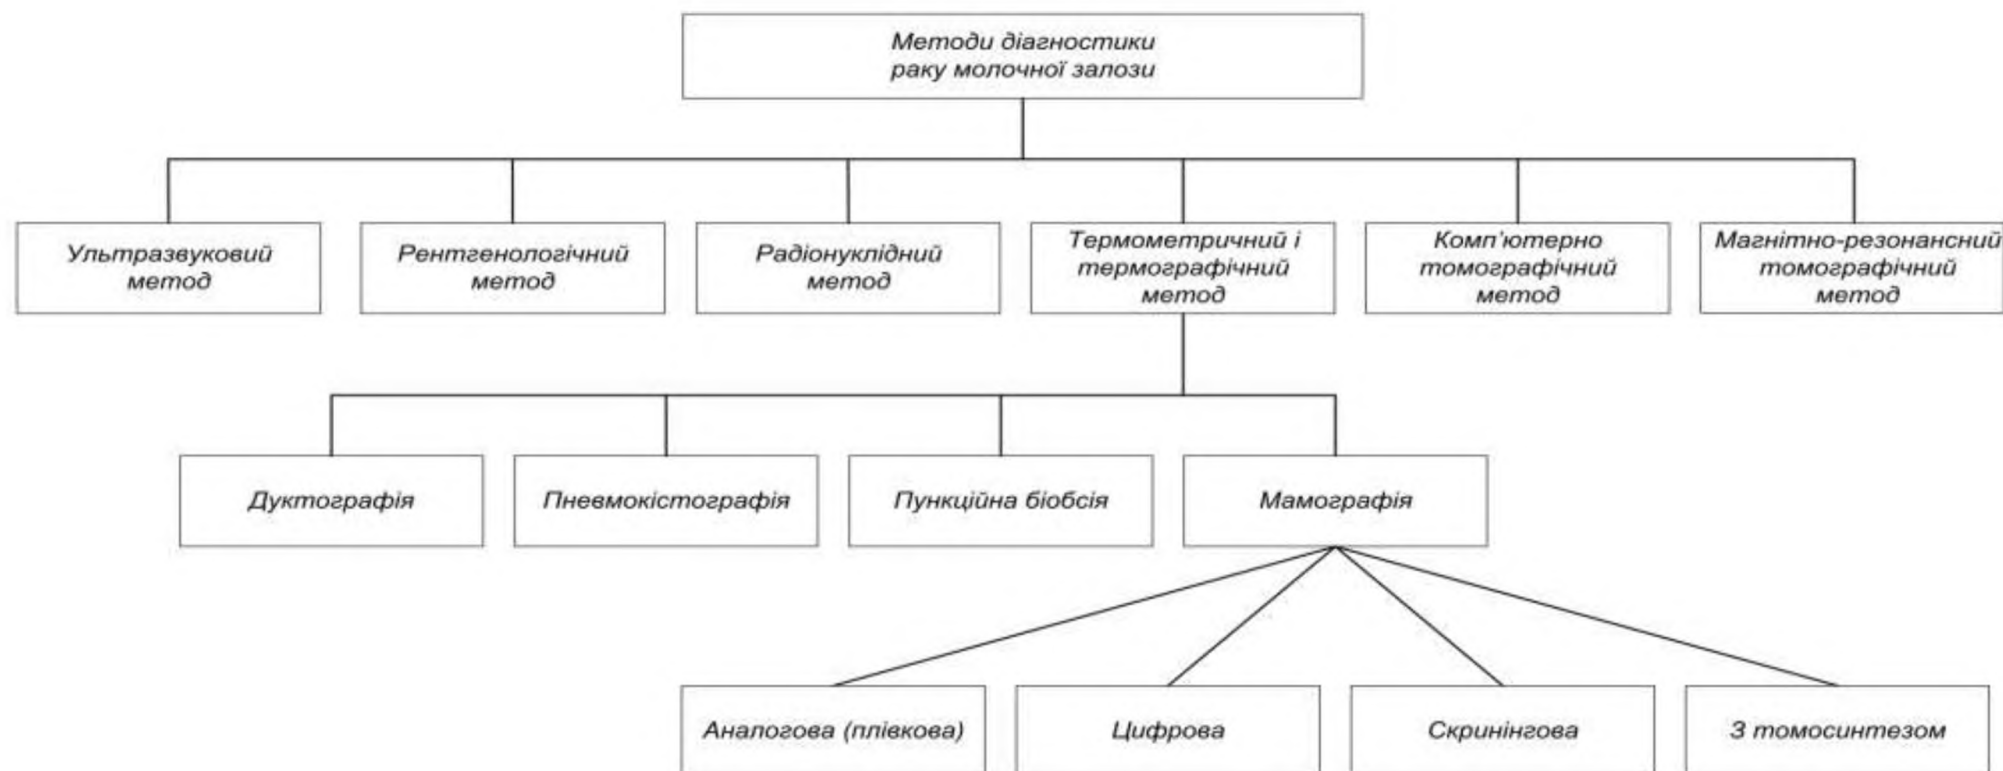 Методи діагностики
раку молочної залози
Ультразвуковий
метод
Рентгенологічний
метод
Радіонуклідний
метод
Термометричний і
термографічний
метод
Комп'ютерно
томографічний
метод
Магнітно-резонансний
томографічний
метод
Дуктографія
Пневмокістографія
Пункційна біобсія
Мамографія
Аналогова (плівкова)
Цифрова
Скринінгова
З томосинтезом